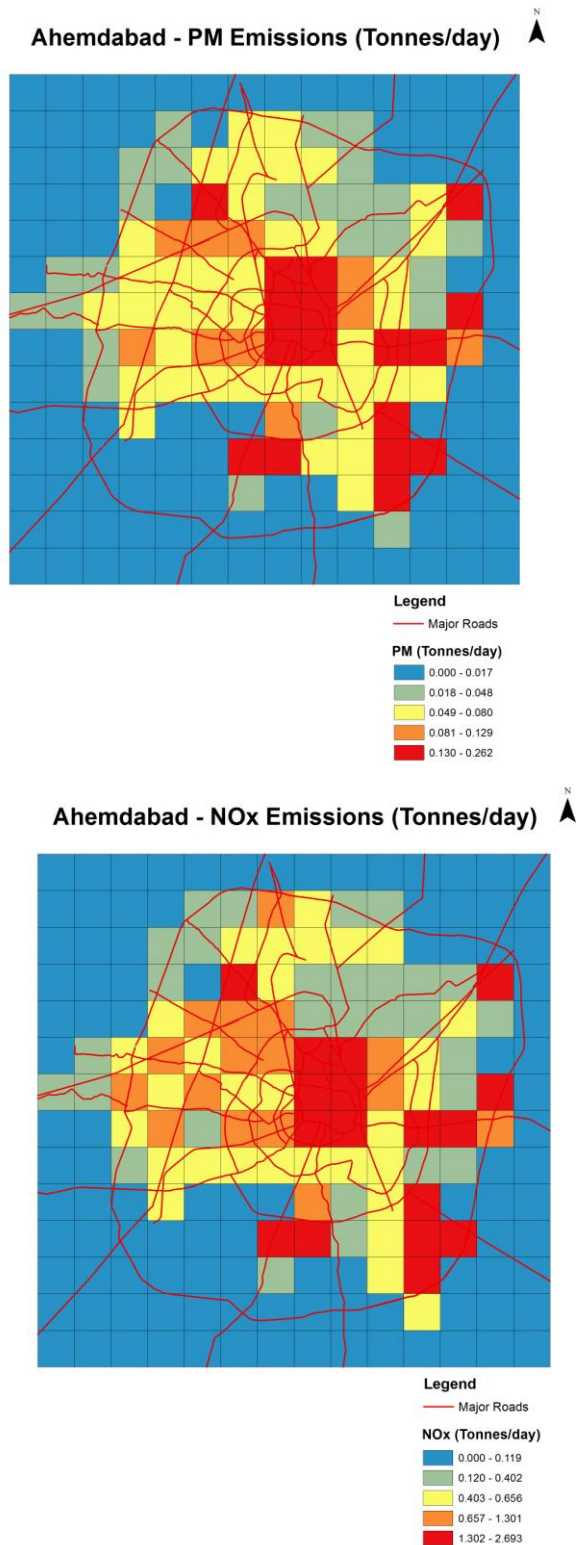 N
Ahemdabad - PM Emissions (Tonnes/day)
Legend
Major Roads
PM (Tonnes/day)
0.000 - 0.017
0.018 - 0.048
0.049 - 0.080
0.081 - 0.129
0.130 - 0.262
N
Ahemdabad - NOx Emissions (Tonnes/day)
Legend
Major Roads
NOx (Tonnes/day)
0.000 - 0.119
0.120 - 0.402
0.403 - 0.656
0.657 - 1.301
1.302 - 2.693